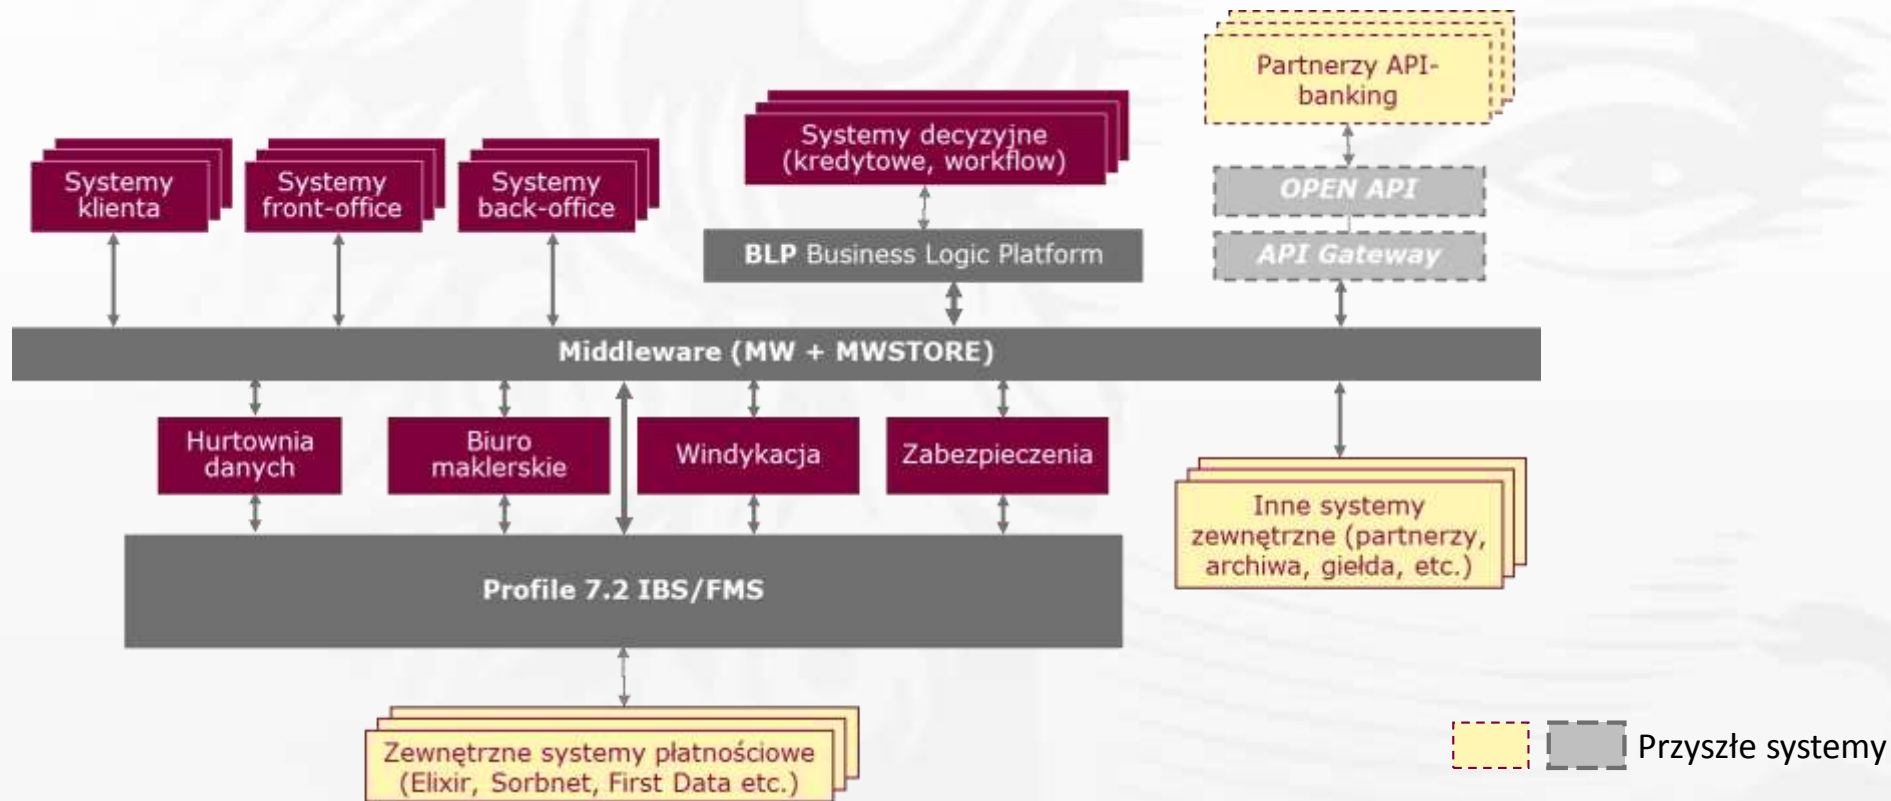 Partnerzy API-
banking
Systemy decyzyjne
(kredytowe, workflow)
Systemy
klienta
Systemy
front-office
Systemy
back-office
OPEN API
BLP Business Logic Platform
API Gateway
Middleware (MW + MWSTORE)
Hurtownia
danych
Biuro
maklerskie
Windykacja
Zabezpieczenia
Inne systemy
zewnętrzne (partnerzy,
archiwa, giełda, etc.)
Profile 7.2 IBS/FMS
Zewnętrzne systemy płatnościowe
(Elixir, Sorbnet, First Data etc.)
Przyszłe systemy